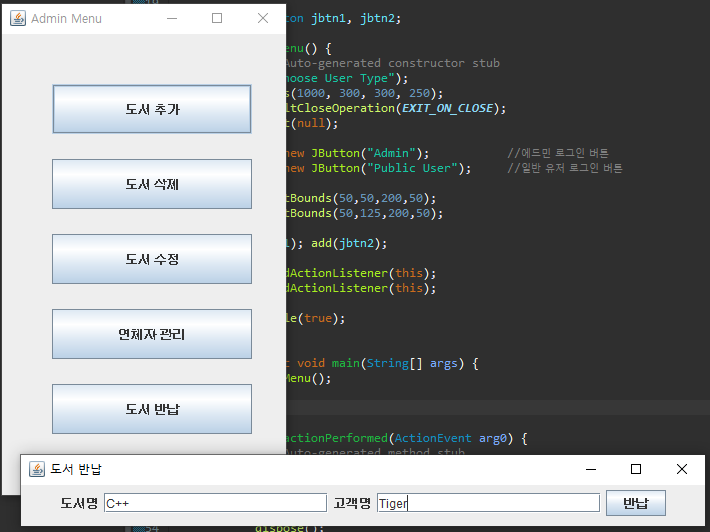 Admin Menu
도서 추가
도서 삭제
도서 수정
연체자 관리
도서 반납
on jbtn1, jbtn2;
enu() {
Auto-generated constructor stub
oose User Type");
s(1000, 300, 300, 250);
ltCloseOperation(EXIT_ON_CLOSE);
t(null);
new JButton("Admin"); //에드민 로그인 버튼
new JButton("Public User"); //일반 유저 로그인 버튼
tBounds(50,50,200,50);
tBounds(50,125,200,50);
1); add(jbtn2);
dActionListener(this);
dActionListener(this);
le(true);
t void main(String[] args) {
Menu();
actionPerformed(ActionEvent arg0) {
Auto-generated method stub
도서 반납
도서명 C++ 고객명 Tiger 반납
54 dispose();